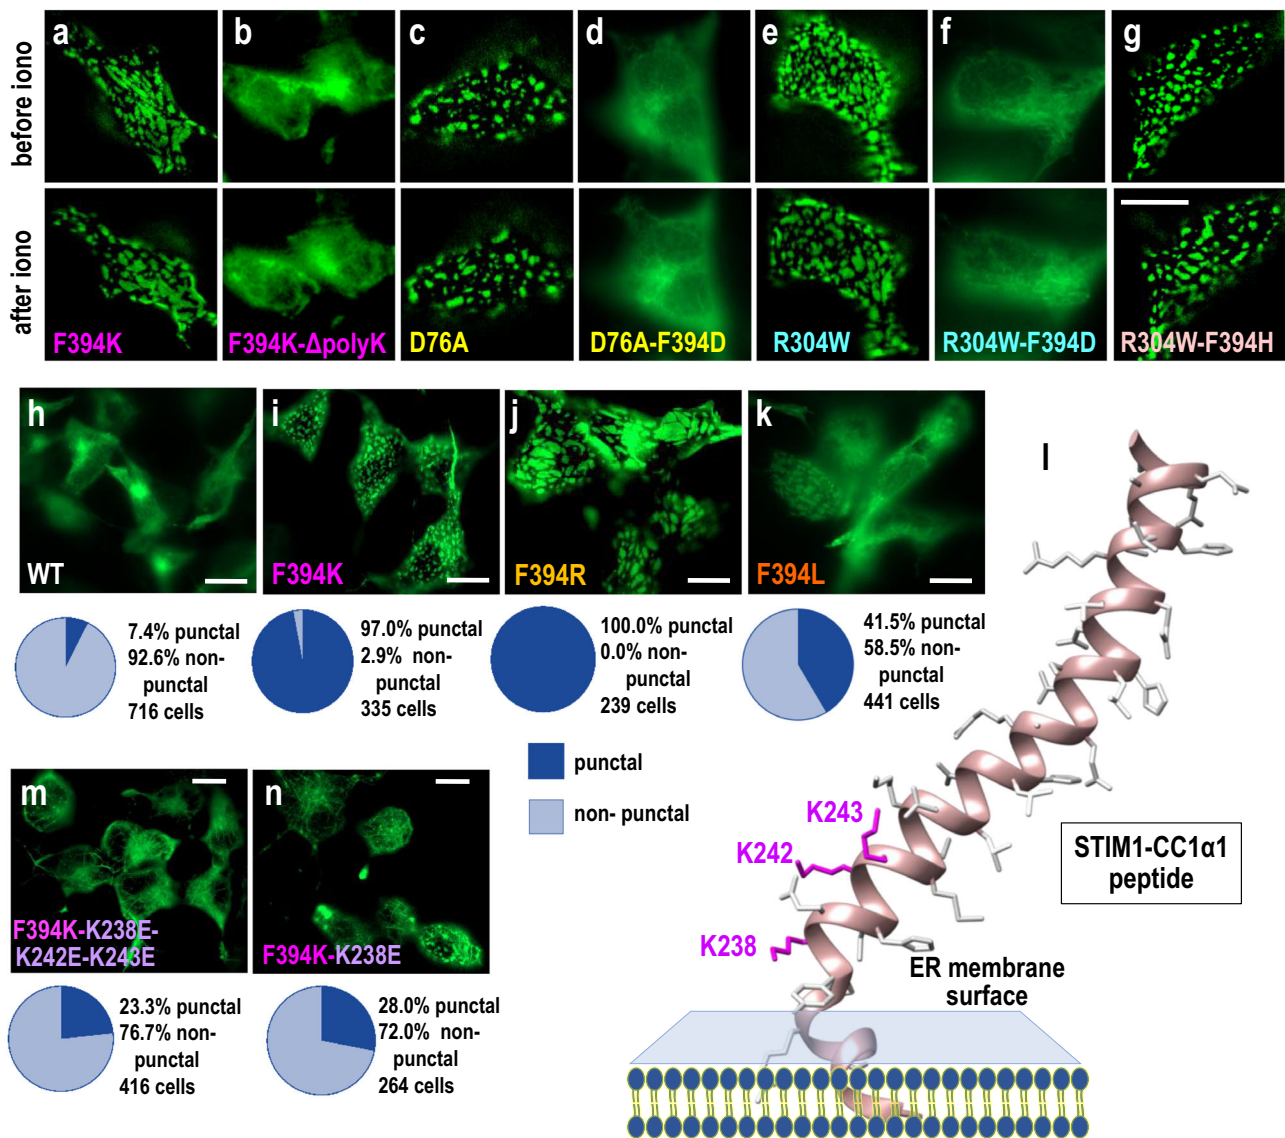 before iono
after iono
a
b
c
d
e
f
g
F394K
F394K-ΔpolyK
D76A
D76A-F394D
R304W
R304W-F394D
R304W-F394H
h
i
j
k
l
WT
F394K
F394R
F394L
7.4% punctal
92.6% non-
punctal
716 cells
97.0% punctal
2.9% non-
punctal
335 cells
100.0% punctal
0.0% non-
punctal
239 cells
41.5% punctal
58.5% non-
punctal
441 cells
punctal
non- punctal
m
n
F394K-K238E-
K242E-K243E
F394K-K238E
23.3% punctal
76.7% non-
punctal
416 cells
28.0% punctal
72.0% non-
punctal
264 cells
K243
K242
K238
STIM1-CC1α1
peptide
ER membrane
surface